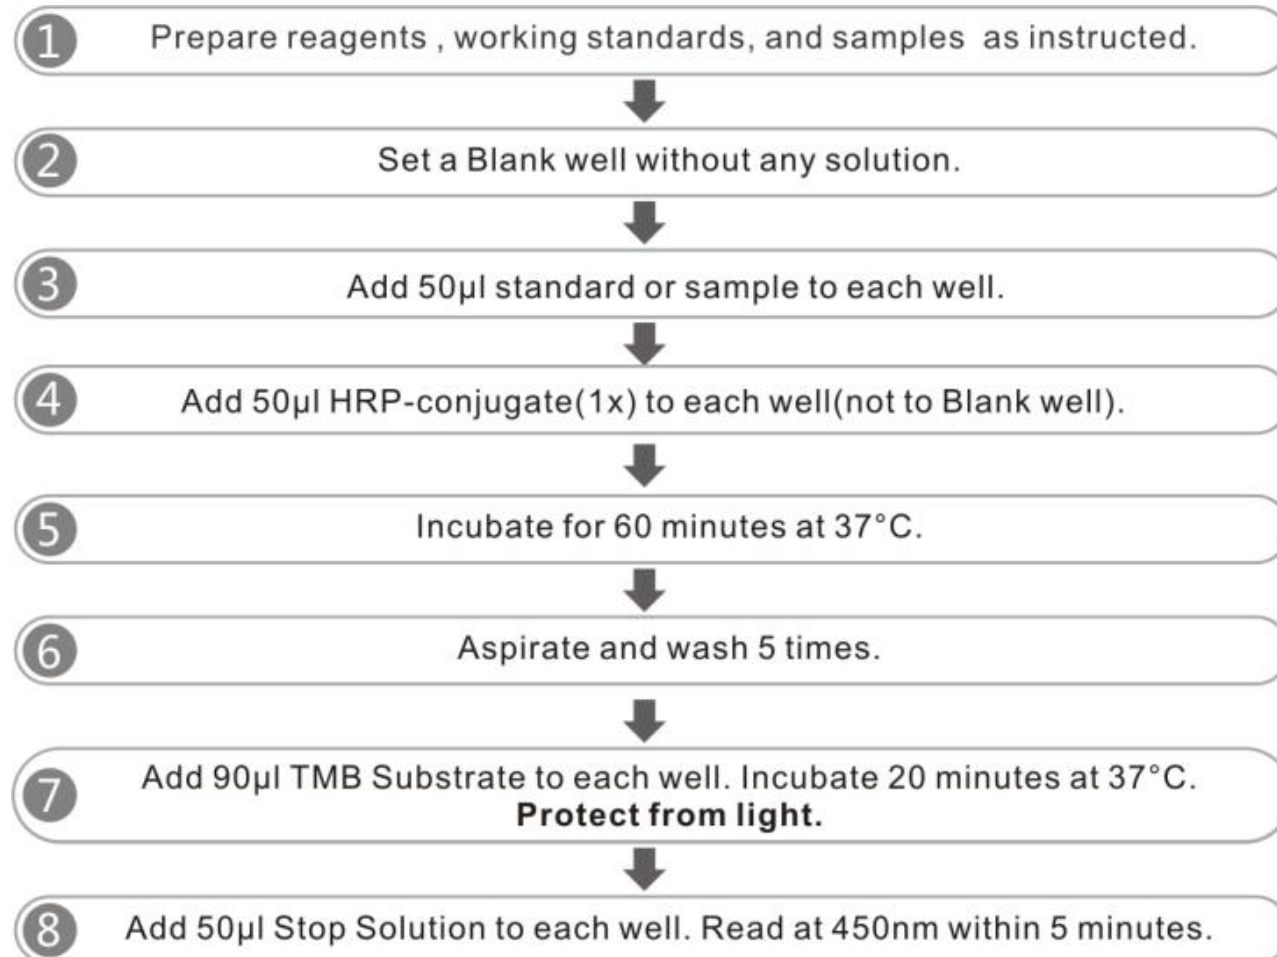 1 Prepare reagents , working standards, and samples as instructed.
2 Set a Blank well without any solution.
3 Add 50µl standard or sample to each well.
4 Add 50µl HRP-conjugate(1x) to each well(not to Blank well).
5 Incubate for 60 minutes at 37°C.
6 Aspirate and wash 5 times.
7 Add 90µl TMB Substrate to each well. Incubate 20 minutes at 37°C.
Protect from light.
8 Add 50µl Stop Solution to each well. Read at 450nm within 5 minutes.